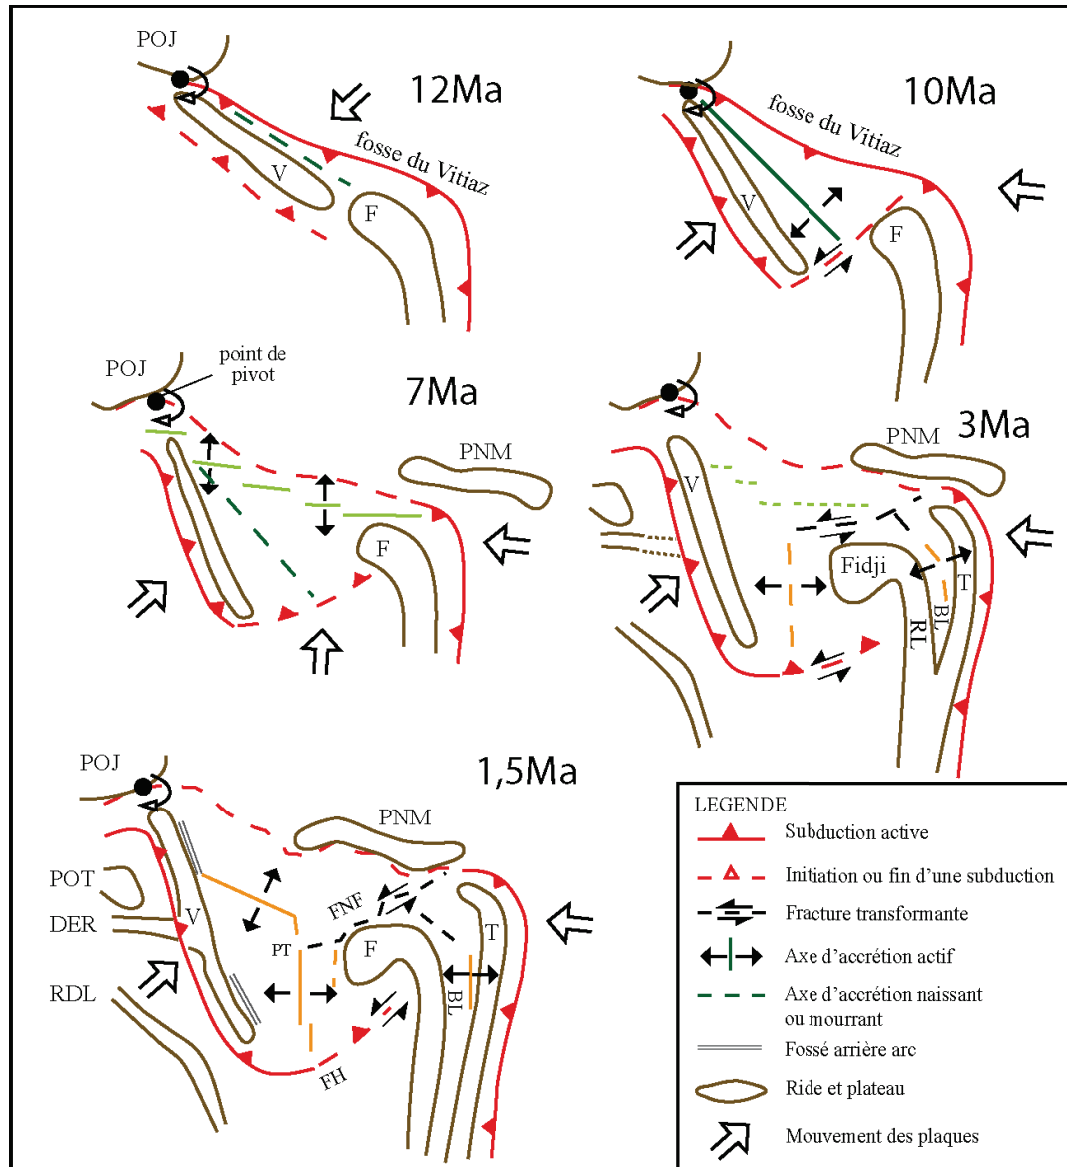 POJ
12Ma
fosse du Vitiaz
V
F
10Ma
fosse du Vitiaz
V
F
POJ
point de
pivot
7Ma
PNM
F
3Ma
PNM
V
Fidji
T
BL
RL
POJ
1,5Ma
PNM
POT
DER
V
FNF
PT
F
T
RDL
BL
FH
LEGENDE
Subduction active
Initiation ou fin d'une subduction
Fracture transformante
Axe d'accrétion actif
Axe d'accrétion naissant
ou mourrant
Fossé arrière arc
Ride et plateau
Mouvement des plaques